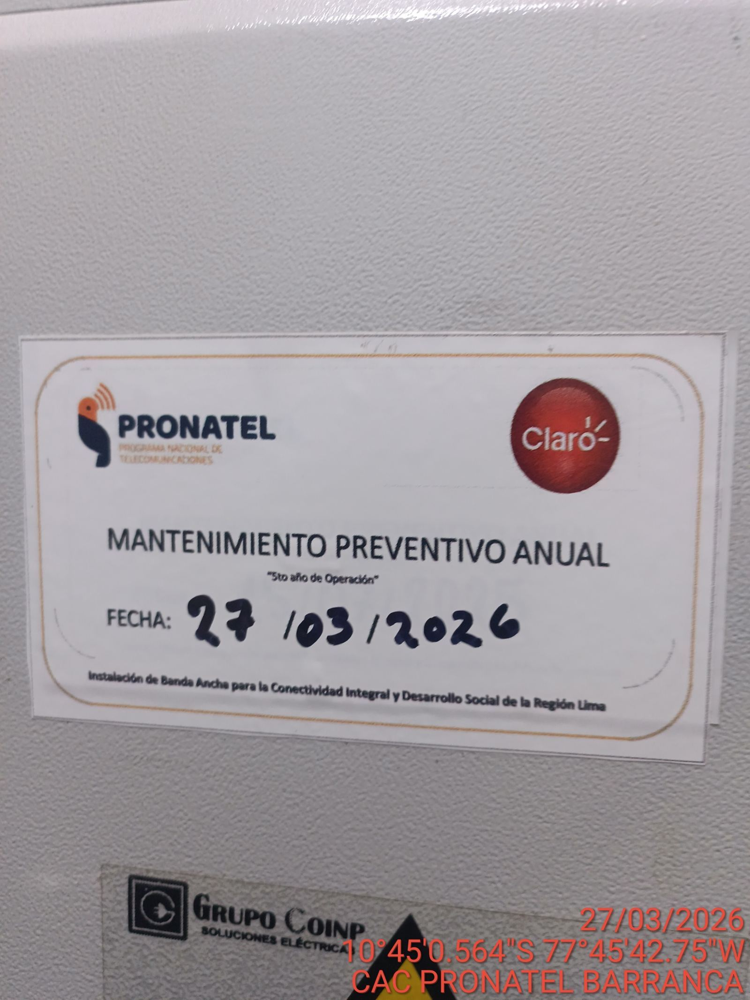 PRONATEL
PROGRAMA NACIONAL DE
TELECOMUNICACIONES
Claro
MANTENIMIENTO PREVENTIVO ANUAL
"5to año de Operación"
FECHA: 27/03/2026
Instalación de Banda Ancha para la Conectividad Integral y Desarrollo Social de la Región Lima
GRUPO COINP
SOLUCIONES ELÉCTRICAS
27/03/2026
10°45'0.564"S 77°45'42.75"W
CAC PRONATEL BARRANCA